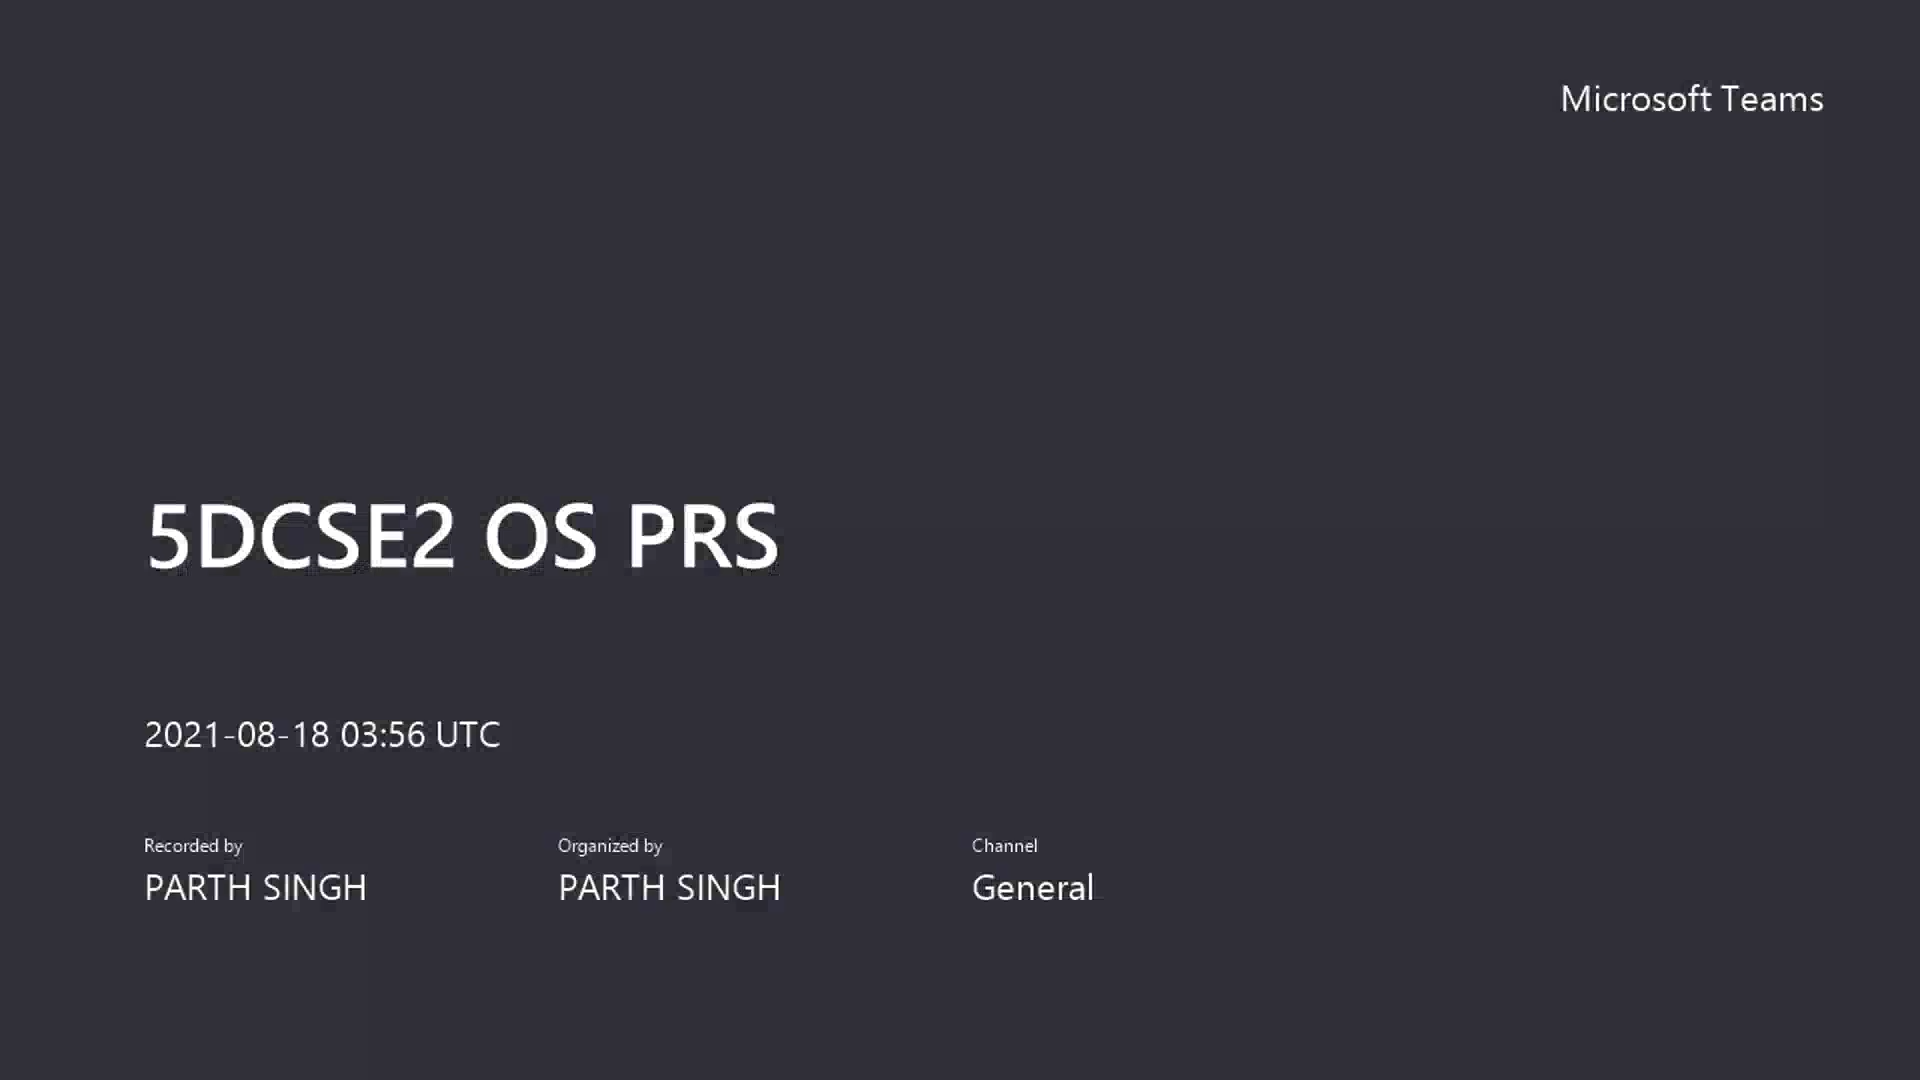 Microsoft Teams
5DCSE2 OS PRS
2021-08-18 03:56 UTC
Recorded by
PARTH SINGH
Organized by
PARTH SINGH
Channel
General